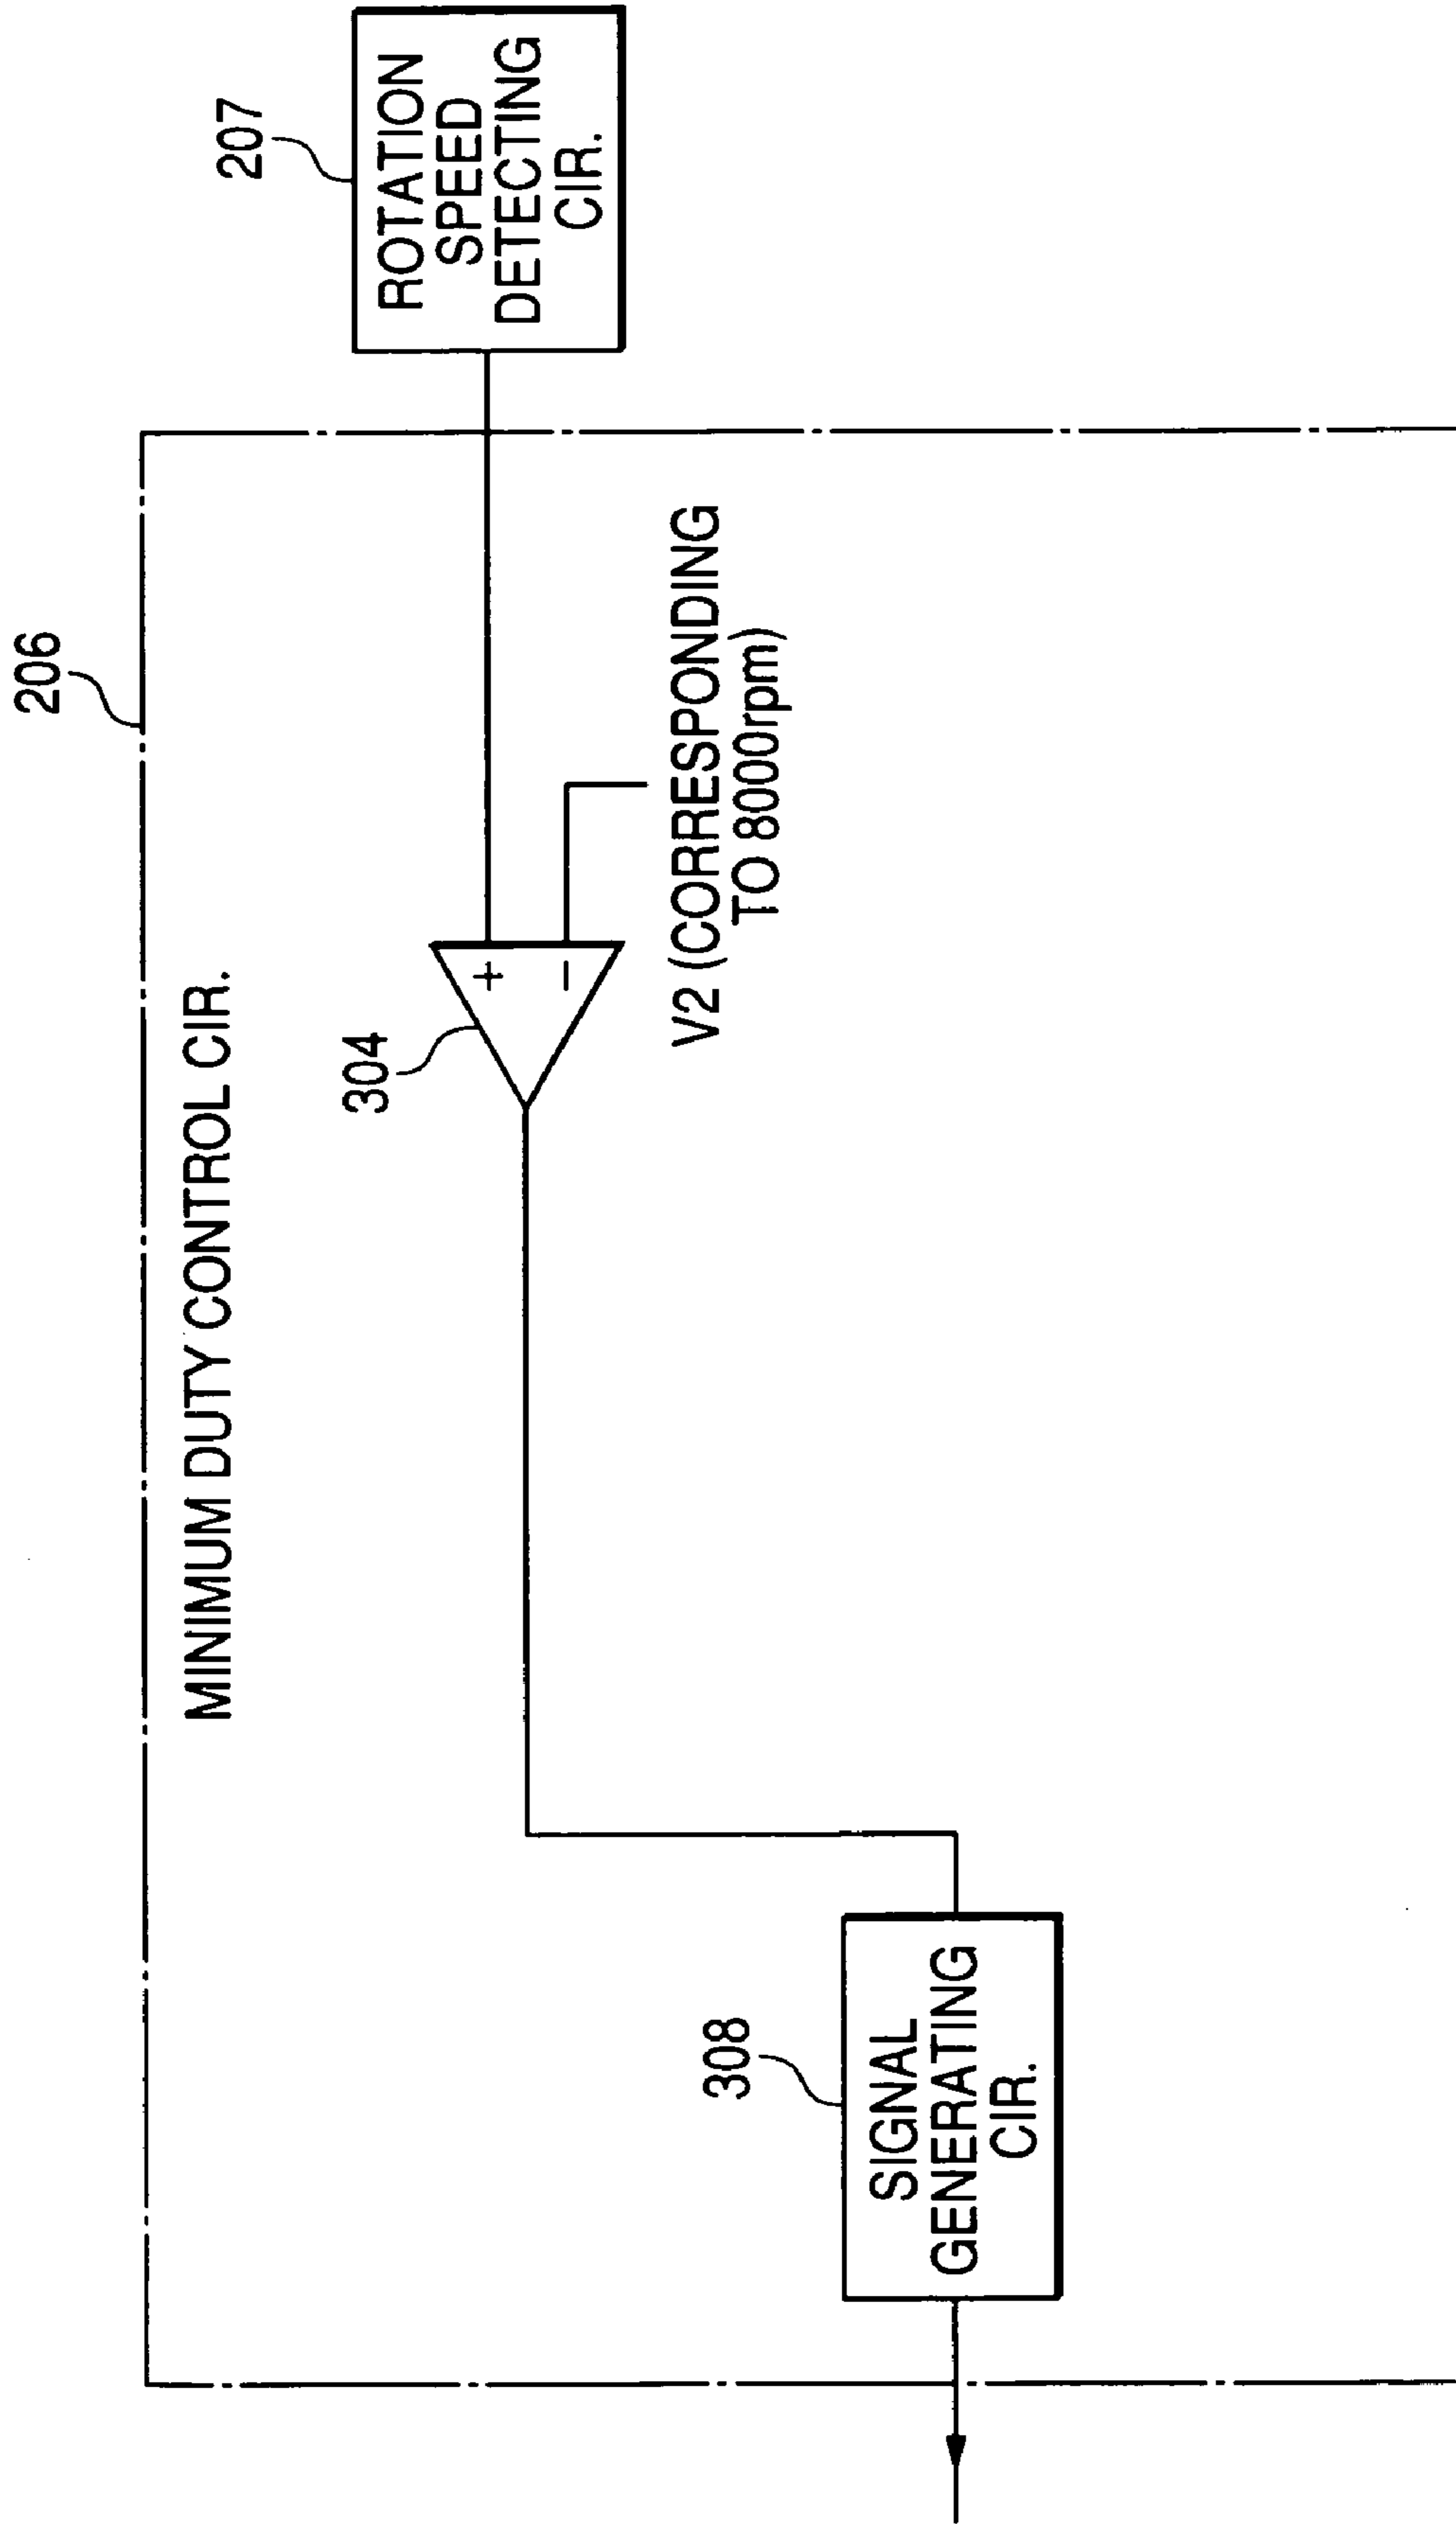 206
MINIMUM DUTY CONTROL CIR.
207
ROTATION
SPEED
DETECTING
CIR.
304
+
−
V2 (CORRESPONDING
TO 8000rpm)
308
SIGNAL
GENERATING
CIR.